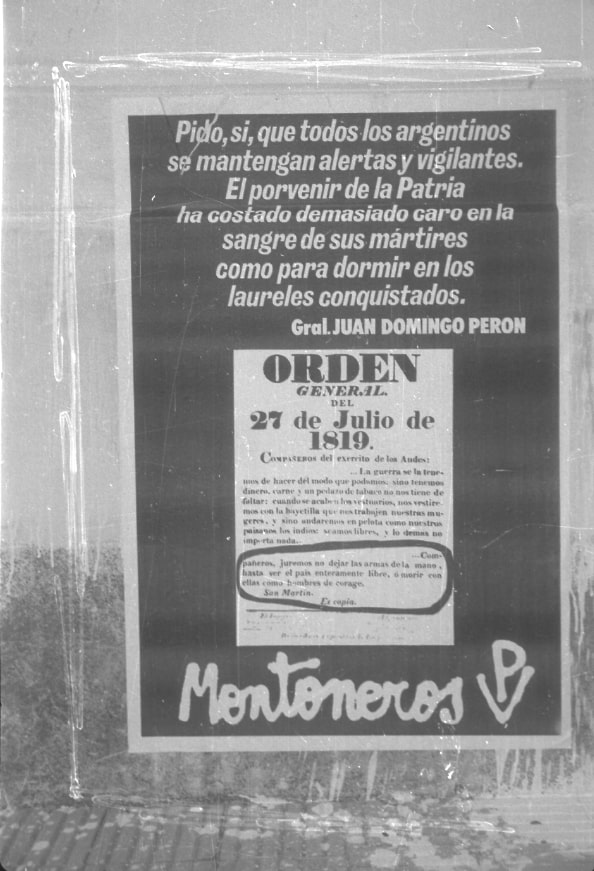 Pido, si, que todos los argentinos
se mantengan alertas y vigilantes.
El porvenir de la Patria
ha costado demasiado caro en la
sangre de sus mártires
como para dormir en los
laureles conquistados.
Gral. JUAN DOMINGO PERON
ORDEN
GENERAL.
DEL
27 de Julio de
1819.
COMPAÑEROS del exercito de los Andes:
... La guerra se la tene-
mos de hacer del modo que podamos: sino tenemos
dinero, carne y un pedazo de tabaco no nos tiene de
faltar: cuando se acaben los vestuarios, nos vestire-
mos con la bayetilla que nos trabajen nuestras mu-
geres, y sino andaremos en pelota como nuestros
paisanos los indios: seamos libres, y lo demas no
importa nada...
...Com-
pañeros, juremos no dejar las armas de la mano,
hasta ver el pais enteramente libre, o morir con
ellas como hombres de corage.
San Martin.
Es copia.
Montoneros P